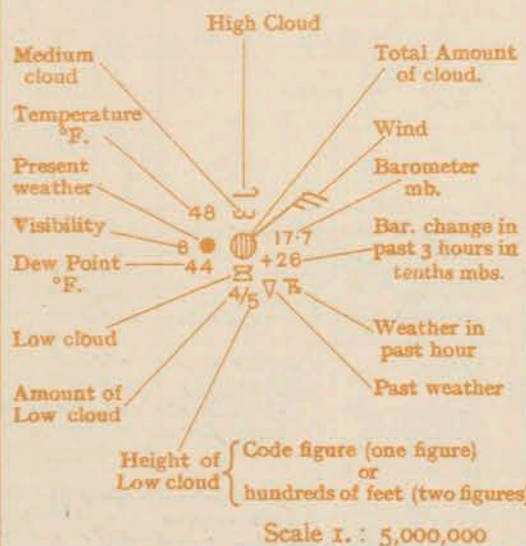 High Cloud
Medium
cloud
Total Amount
of cloud.
Temperature
°F.
Wind
Present
weather
Barometer
mb.
48
Visibility
8
17.7
Bar. change in
past 3 hours in
tenths mbs.
Dew Point
°F.
44
+26
4/5
Low cloud
Weather in
past hour
Amount of
Low cloud
Past weather
Height of
Low cloud
Code figure (one figure)
or
hundreds of feet (two figures)
Scale 1. : 5,000,000